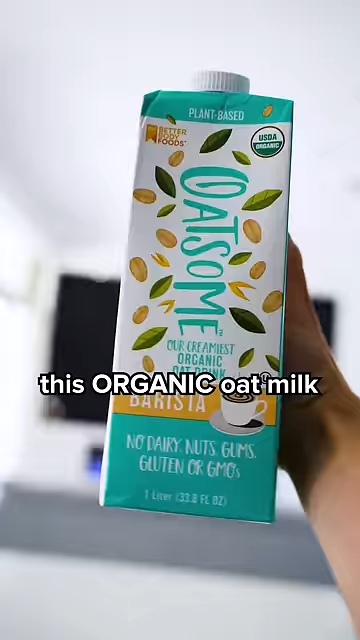 PLANT-BASED
BETTER
BODY
FOODS
USDA
ORGANIC
OATSOME
OUR CREAMIEST
ORGANIC
OAT DRINK
this ORGANIC oat milk
BARISTA
NO DAIRY, NUTS, GUMS,
GLUTEN OR GMOs
1 Liter (33.8 FL OZ)